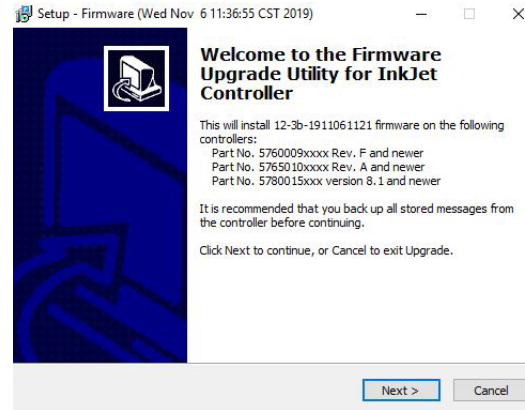 Setup - Firmware (Wed Nov  6 11:36:55 CST 2019)
Welcome to the Firmware
Upgrade Utility for InkJet
Controller
This will install 12-3b-1911061121 firmware on the following
controllers:
Part No. 5760009xxxx Rev. F and newer
Part No. 5765010xxxx Rev. A and newer
Part No. 5780015xxx version 8.1 and newer
It is recommended that you back up all stored messages from
the controller before continuing.
Click Next to continue, or Cancel to exit Upgrade.
Next >
Cancel